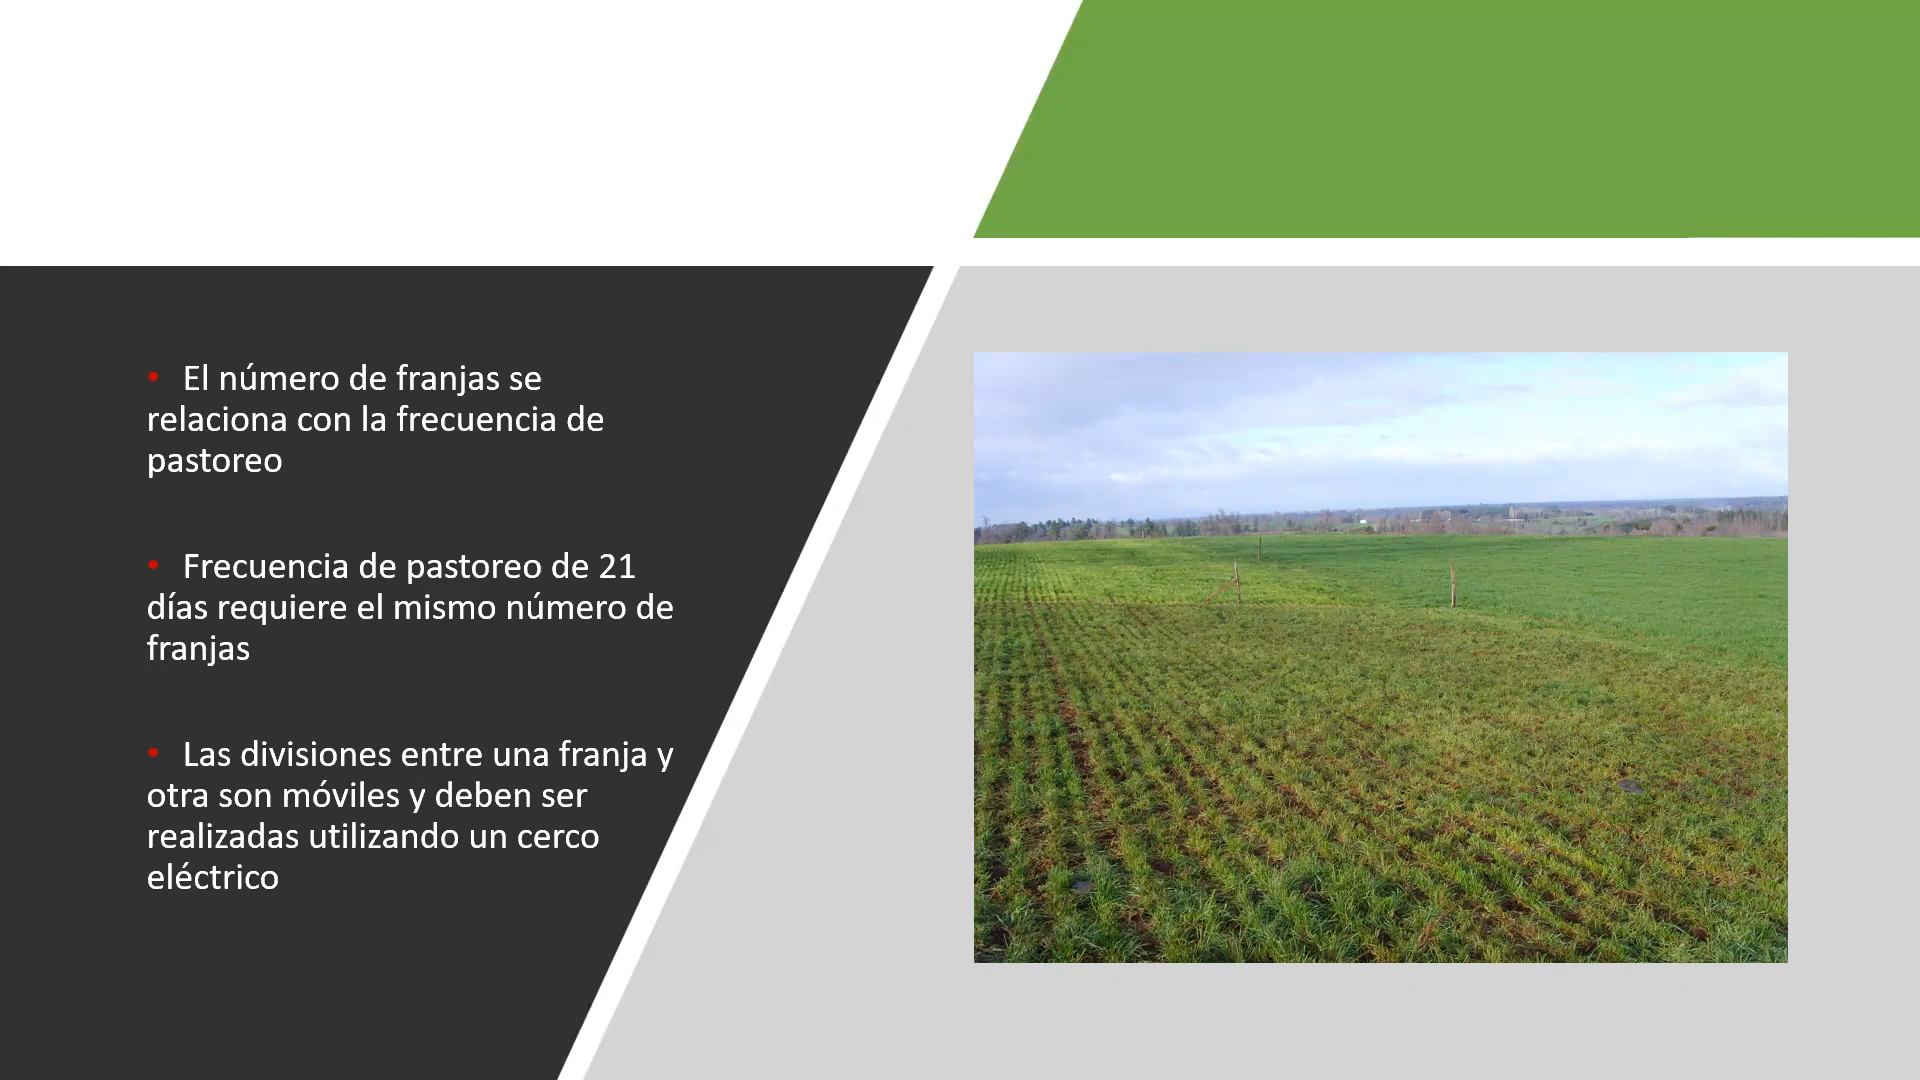 • El número de franjas se
relaciona con la frecuencia de
pastoreo
• Frecuencia de pastoreo de 21
días requiere el mismo número de
franjas
• Las divisiones entre una franja y
otra son móviles y deben ser
realizadas utilizando un cerco
eléctrico